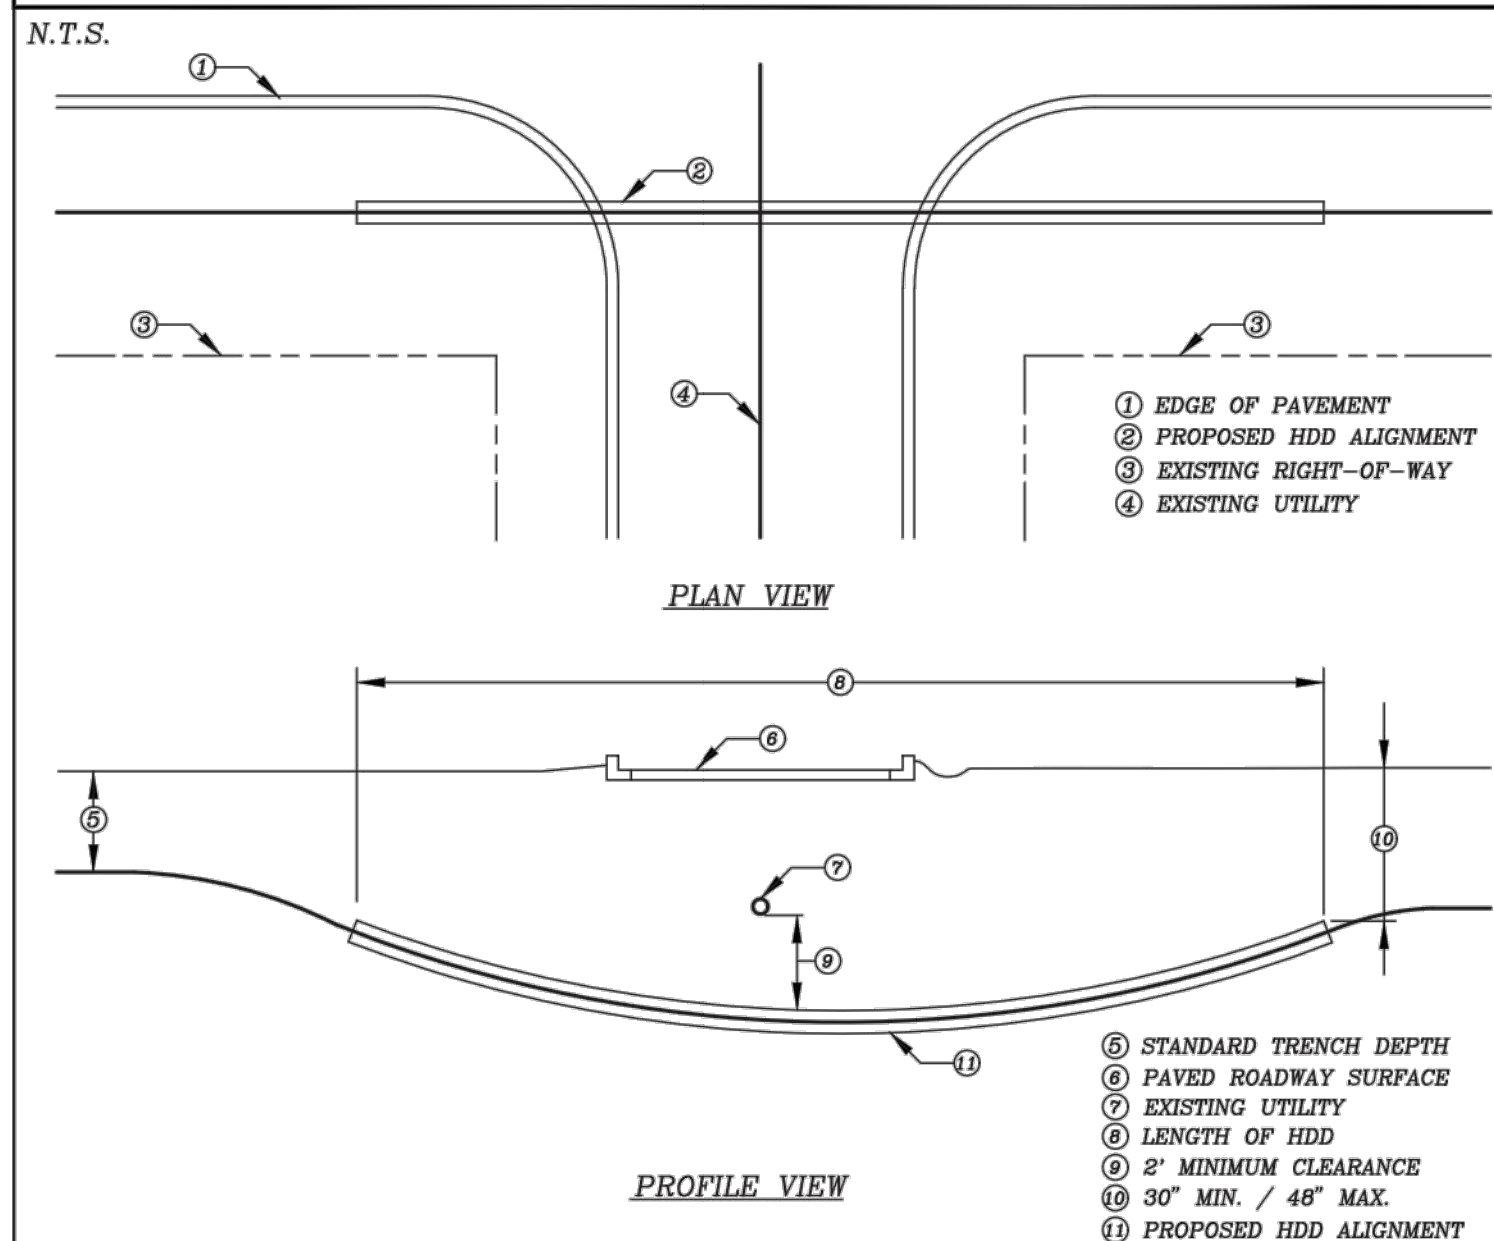 N.T.S.
1
2
3
3
4
1 EDGE OF PAVEMENT
2 PROPOSED HDD ALIGNMENT
3 EXISTING RIGHT-OF-WAY
4 EXISTING UTILITY
PLAN VIEW
8
6
5
10
7
9
11
5 STANDARD TRENCH DEPTH
6 PAVED ROADWAY SURFACE
7 EXISTING UTILITY
8 LENGTH OF HDD
9 2' MINIMUM CLEARANCE
10 30" MIN. / 48" MAX.
11 PROPOSED HDD ALIGNMENT
PROFILE VIEW